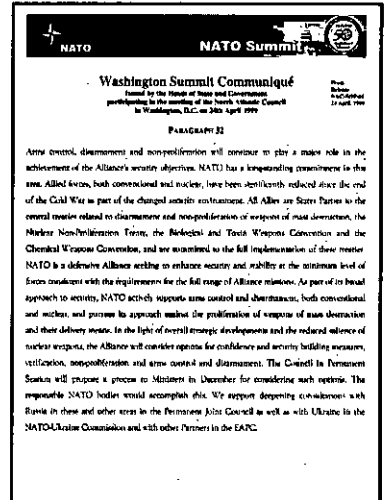 NATO
NATO Summit
Washington Summit Communiqué
Issued by the Heads of State and Government
participating in the meeting of the North Atlantic Council
in Washington, D.C. on 24th April 1999
Press
Release
24 April 1999
PARAGRAPH 32
Arms control, disarmament and non-proliferation will continue to play a major role in the
achievement of the Alliance's security objectives. NATO has a long-standing commitment in this
area. Allied forces, both conventional and nuclear, have been significantly reduced since the end
of the Cold War as part of the changed security environment. All Allies are States Parties to the
central treaties related to disarmament and non-proliferation of weapons of mass destruction, the
Nuclear Non-Proliferation Treaty, the Biological and Toxin Weapons Convention and the
Chemical Weapons Convention, and are committed to the full implementation of these treaties.
NATO is a defensive Alliance seeking to enhance security and stability at the minimum level of
forces consistent with the requirements for the full range of Alliance missions. As part of its broad
approach to security, NATO actively supports arms control and disarmament, both conventional
and nuclear, and pursues its approach against the proliferation of weapons of mass destruction
and their delivery means. In the light of overall strategic developments and the reduced salience of
nuclear weapons, the Alliance will consider options for confidence and security building measures,
verification, non-proliferation and arms control and disarmament. The Council in Permanent
Session will propose a process to Ministers in December for considering such options. The
responsible NATO bodies would accomplish this. We support deepening consultations with
Russia in these and other areas in the Permanent Joint Council as well as with Ukraine in the
NATO-Ukraine Commission and with other Partners in the EAPC.